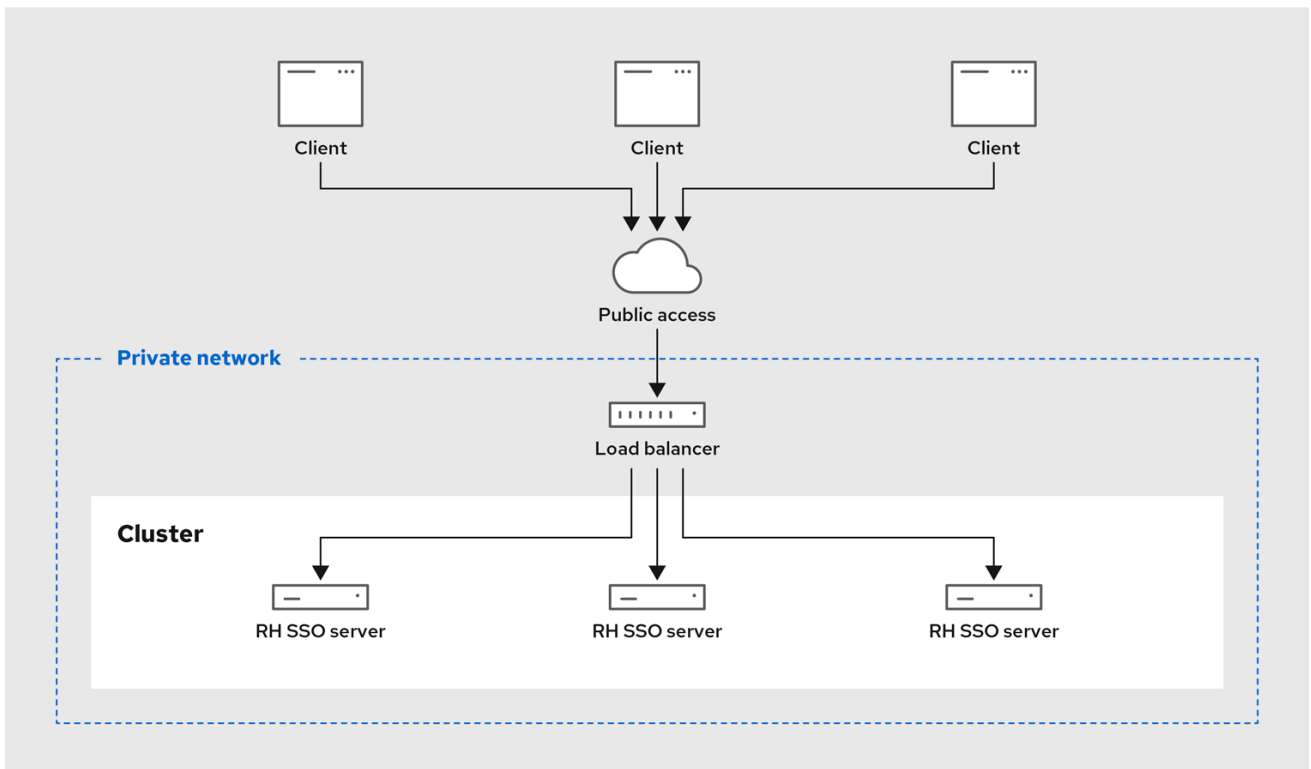 Client
Client
Client
Public access
Private network
Load balancer
Cluster
RH SSO server
RH SSO server
RH SSO server